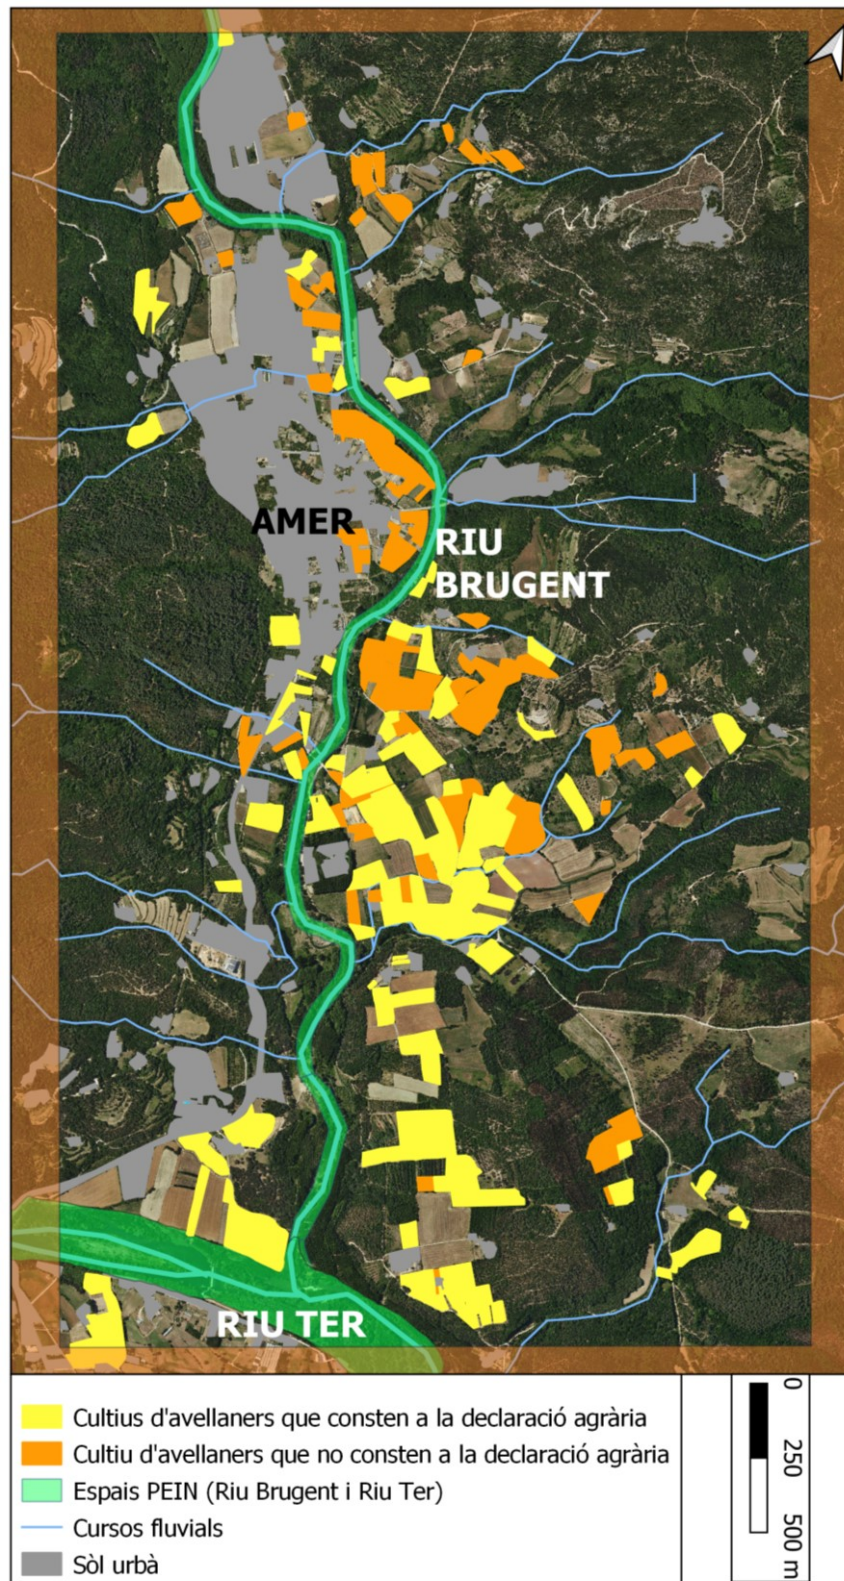 AMER
RIU
BRUGENT
RIU TER
Cultius d'avellaners que consten a la declaració agrària
Cultiu d'avellaners que no consten a la declaració agrària
Espais PEIN (Riu Brugent i Riu Ter)
Cursos fluvials
Sòl urbà
0
250
500 m